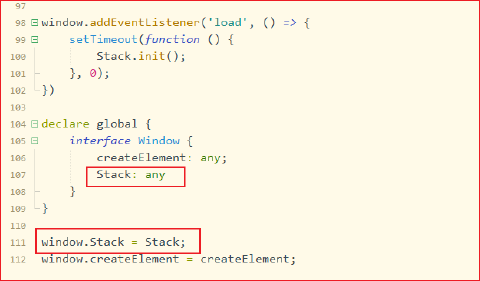 97
98 window.addEventListener('load', () => {
99 setTimeout(function () {
100 Stack.init();
101 }, 0);
102 })
103
104 declare global {
105 interface Window {
106 createElement: any;
107 Stack: any
108 }
109 }
110
111 window.Stack = Stack;
112 window.createElement = createElement;